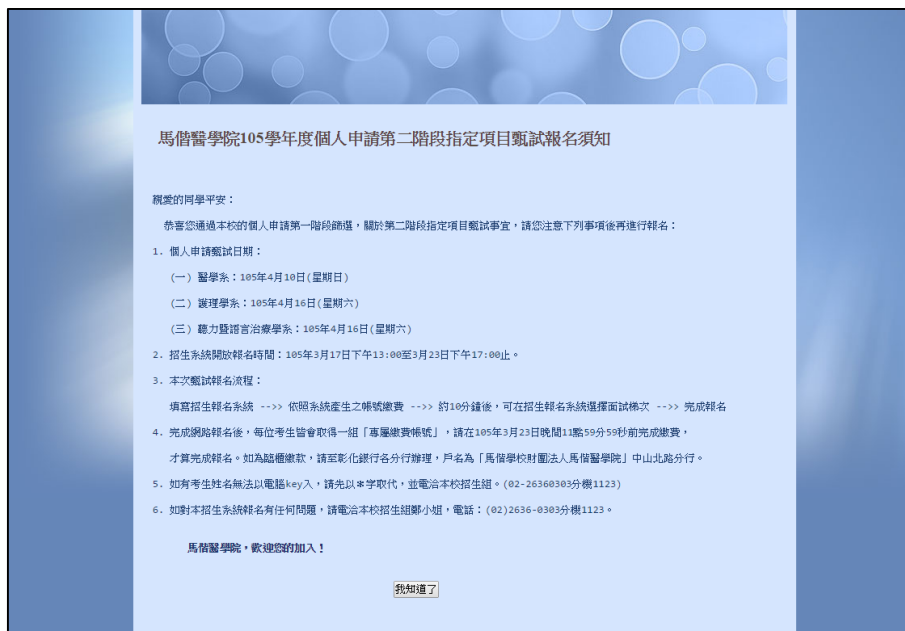 馬偕醫學院105學年度個人申請第二階段指定項目甄試報名須知
親愛的同學平安：
恭喜您通過本校的個人申請第一階段篩選，關於第二階段指定項目甄試事宜，請您注意下列事項後再進行報名：
1. 個人申請甄試日期：
(一) 醫學系：105年4月10日(星期日)
(二) 護理學系：105年4月16日(星期六)
(三) 聽力暨語言治療學系：105年4月16日(星期六)
2. 招生系統開放報名時間：105年3月17日下午13:00至3月23日下午17:00止。
3. 本次甄試報名流程：
填寫招生報名系統 -->> 依照系統產生之帳號繳費 -->> 約10分鐘後，可在招生報名系統選擇面試梯次 -->> 完成報名
4. 完成網路報名後，每位考生皆會取得一組「專屬繳費帳號」，請在105年3月23日晚間11點59分59秒前完成繳費，
才算完成報名。如為臨櫃繳款，請至彰化銀行各分行辦理，戶名為「馬偕學校財團法人馬偕醫學院」中山北路分行。
5. 如有考生姓名無法以電腦key入，請先以＊字取代，並電洽本校招生組。(02-26360303分機1123)
6. 如對本招生系統報名有任何問題，請電洽本校招生組鄭小姐，電話：(02)2636-0303分機1123。
馬偕醫學院，歡迎您的加入！
我知道了